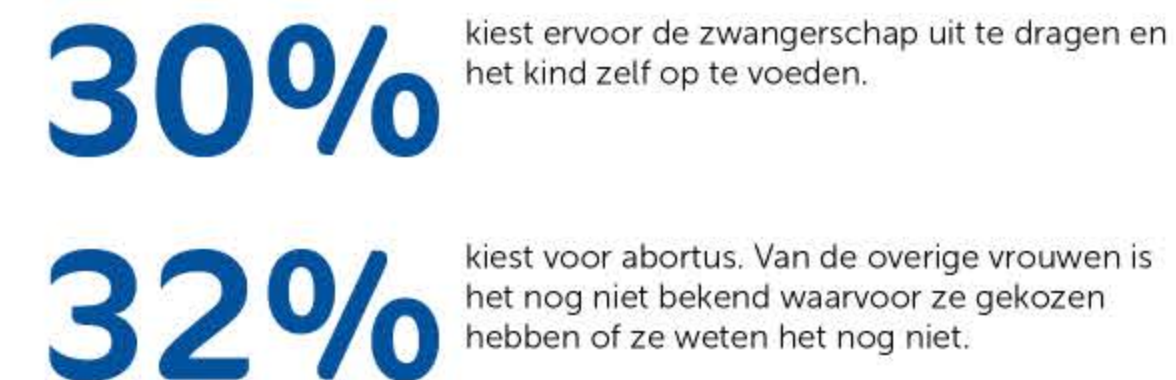 30%
kiest ervoor de zwangerschap uit te dragen en
het kind zelf op te voeden.
32%
kiest voor abortus. Van de overige vrouwen is
het nog niet bekend waarvoor ze gekozen
hebben of ze weten het nog niet.